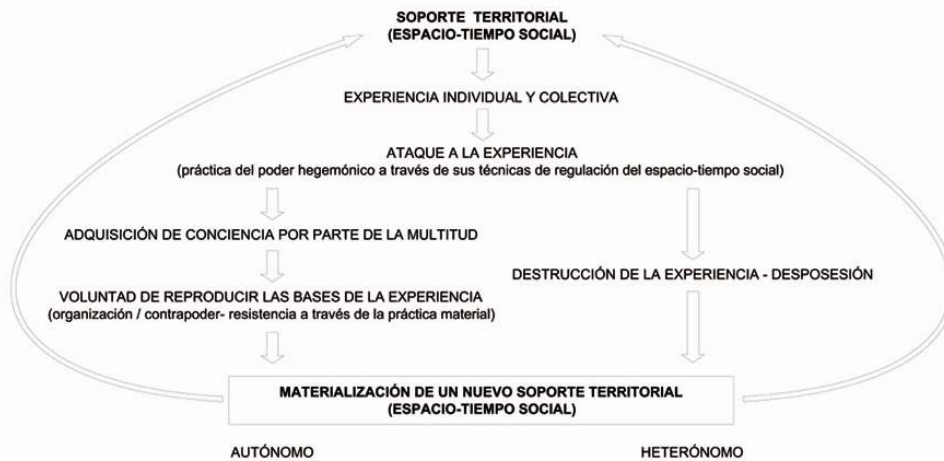 SOPORTE TERRITORIAL
(ESPACIO-TIEMPO SOCIAL)
EXPERIENCIA INDIVIDUAL Y COLECTIVA
ATAQUE A LA EXPERIENCIA
(práctica del poder hegemónico a través de sus técnicas de regulación del espacio-tiempo social)
ADQUISICIÓN DE CONCIENCIA POR PARTE DE LA MULTITUD
VOLUNTAD DE REPRODUCIR LAS BASES DE LA EXPERIENCIA
(organización / contrapoder- resistencia a través de la práctica material)
DESTRUCCIÓN DE LA EXPERIENCIA - DESPOSESIÓN
MATERIALIZACIÓN DE UN NUEVO SOPORTE TERRITORIAL
(ESPACIO-TIEMPO SOCIAL)
AUTÓNOMO
HETERÓNOMO